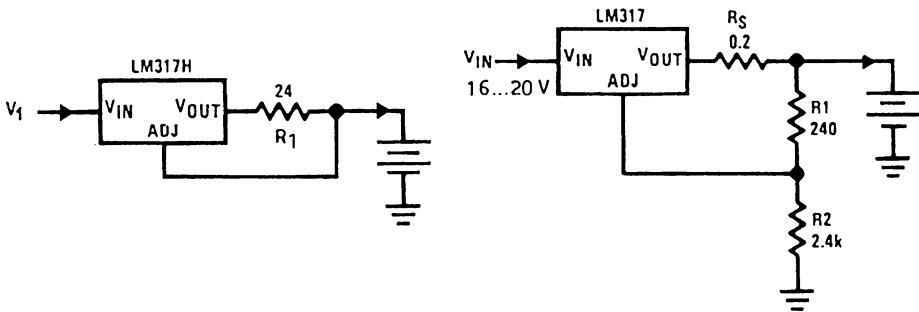 LM317H
V1
VIN
VOUT
ADJ
24
R1
LM317
VIN
16...20 V
VIN
VOUT
ADJ
RS
0.2
R1
240
R2
2.4k